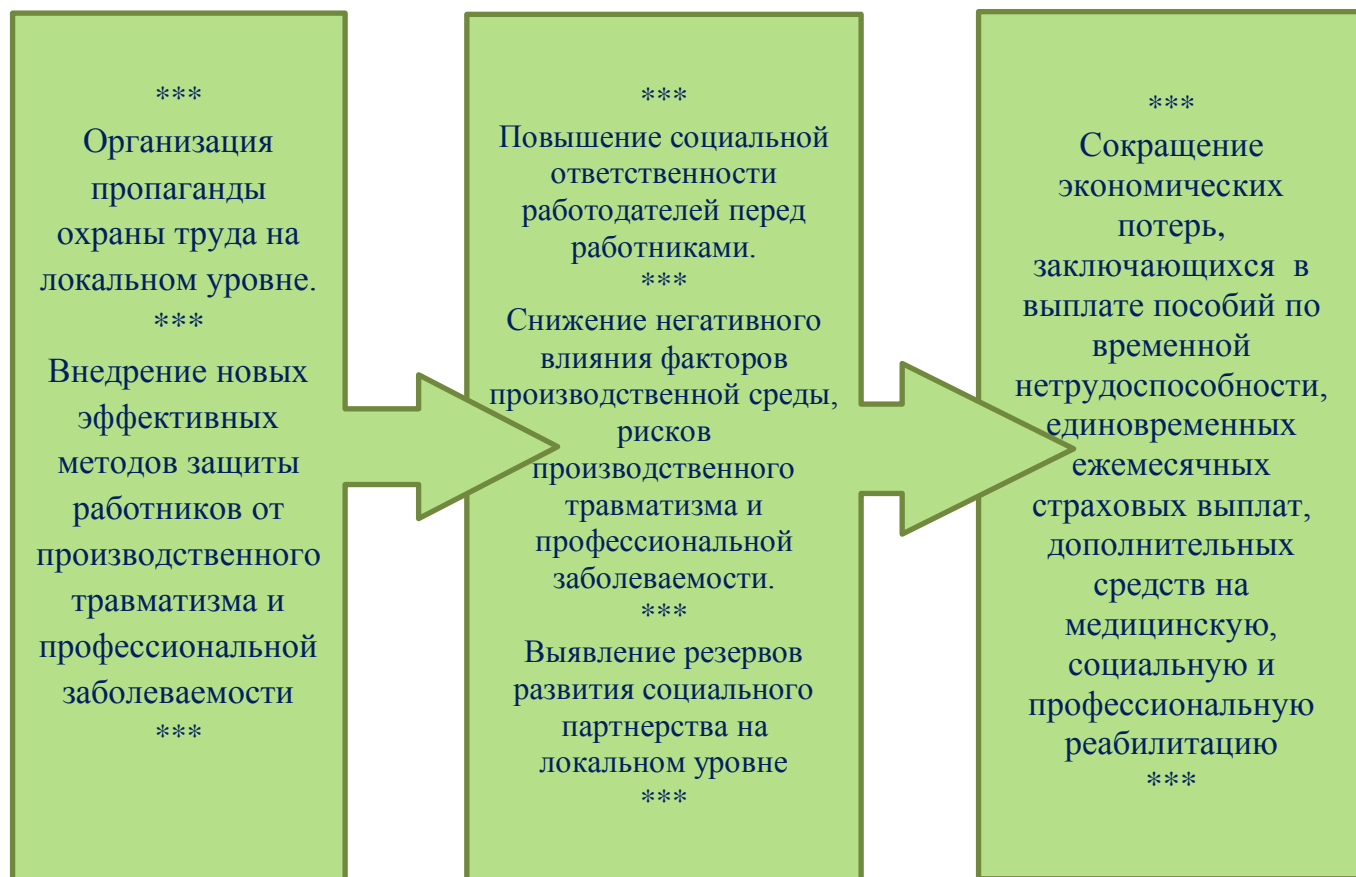 ***
Организация
пропаганды
охраны труда на
локальном уровне.
***
Внедрение новых
эффективных
методов защиты
работников от
производственного
травматизма и
профессиональной
заболеваемости
***
***
Повышение социальной
ответственности
работодателей перед
работниками.
***
Снижение негативного
влияния факторов
производственной среды,
рисков
производственного
травматизма и
профессиональной
заболеваемости.
***
Выявление резервов
развития социального
партнерства на
локальном уровне
***
***
Сокращение
экономических
потерь,
заключающихся  в
выплате пособий по
временной
нетрудоспособности,
единовременных
ежемесячных
страховых выплат,
дополнительных
средств на
медицинскую,
социальную и
профессиональную
реабилитацию
***